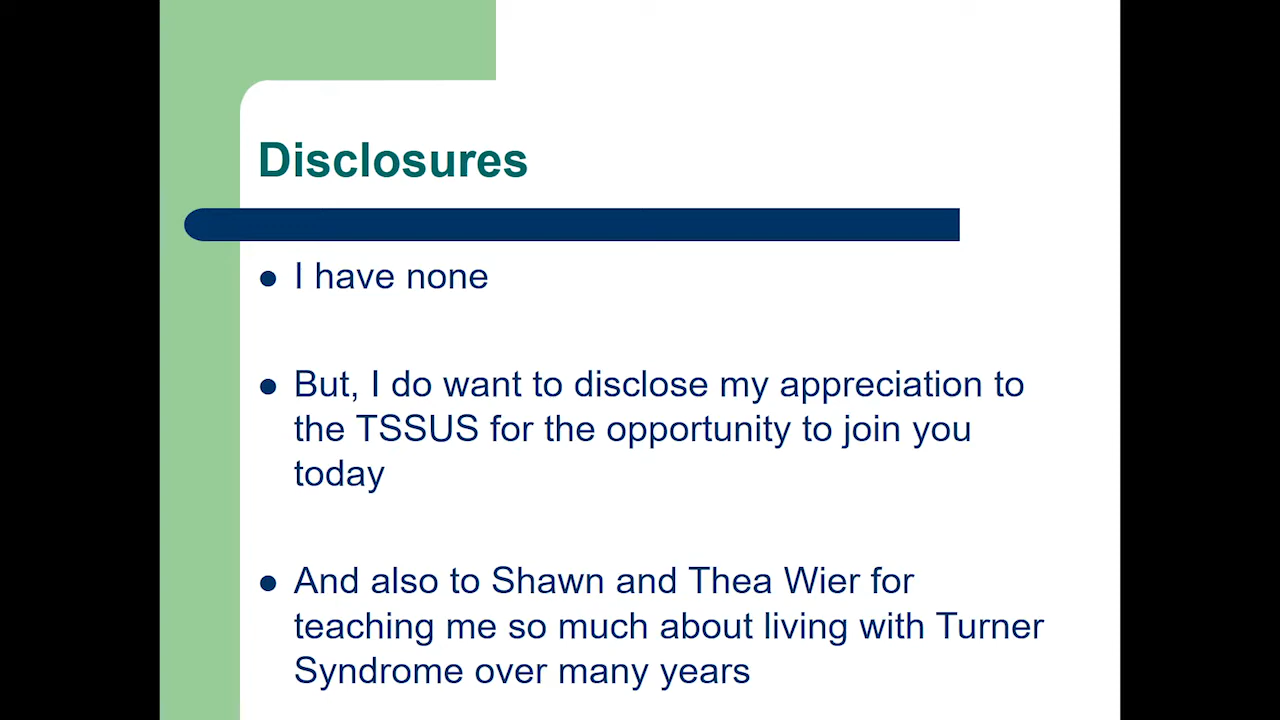 Disclosures
● I have none
● But, I do want to disclose my appreciation to
the TSSUS for the opportunity to join you
today
● And also to Shawn and Thea Wier for
teaching me so much about living with Turner
Syndrome over many years